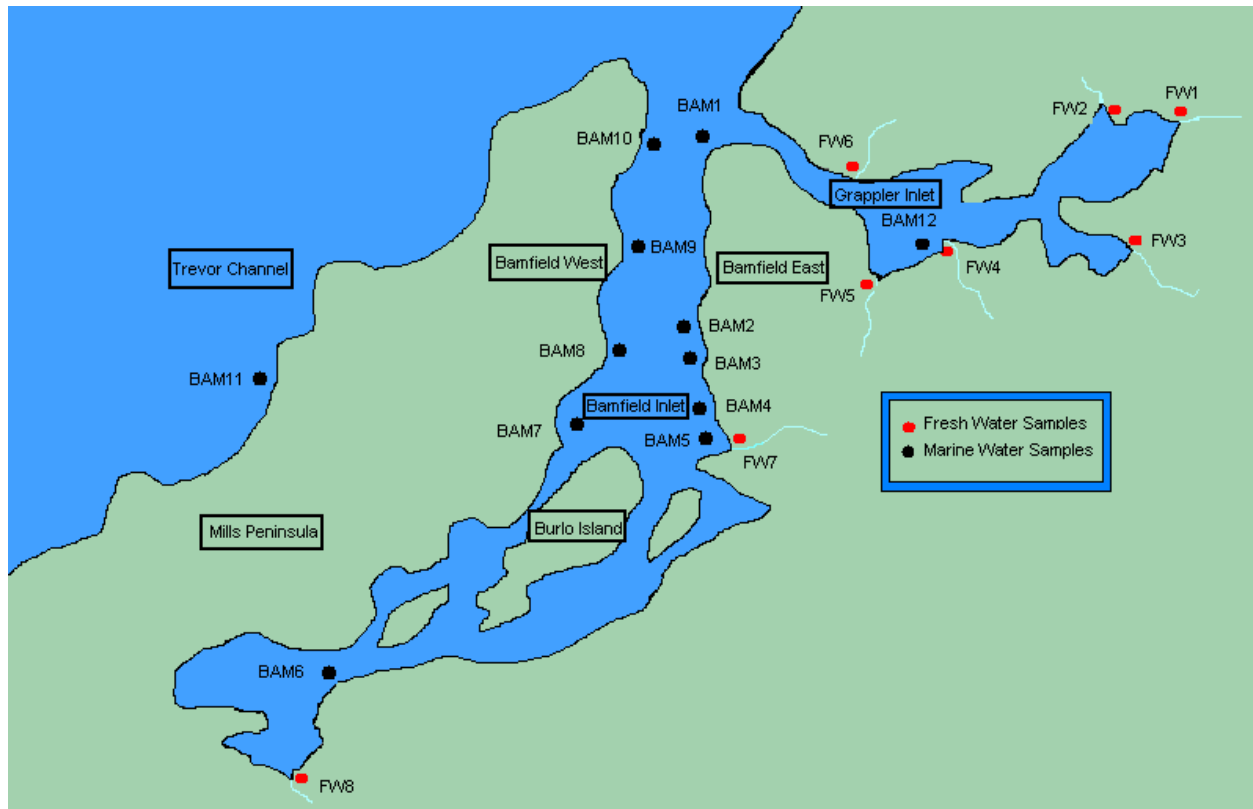 BAM1
FW2
FW1
BAM10
FW6
Grappler Inlet
BAM12
FW3
Bamfield West
BAM9
Bamfield East
FW4
Trevor Channel
FW5
BAM2
BAM8
BAM3
BAM11
Bamfield Inlet
BAM4
BAM7
BAM5
FW7
Fresh Water Samples
Marine Water Samples
Mills Peninsula
Burlo Island
BAM6
FW8